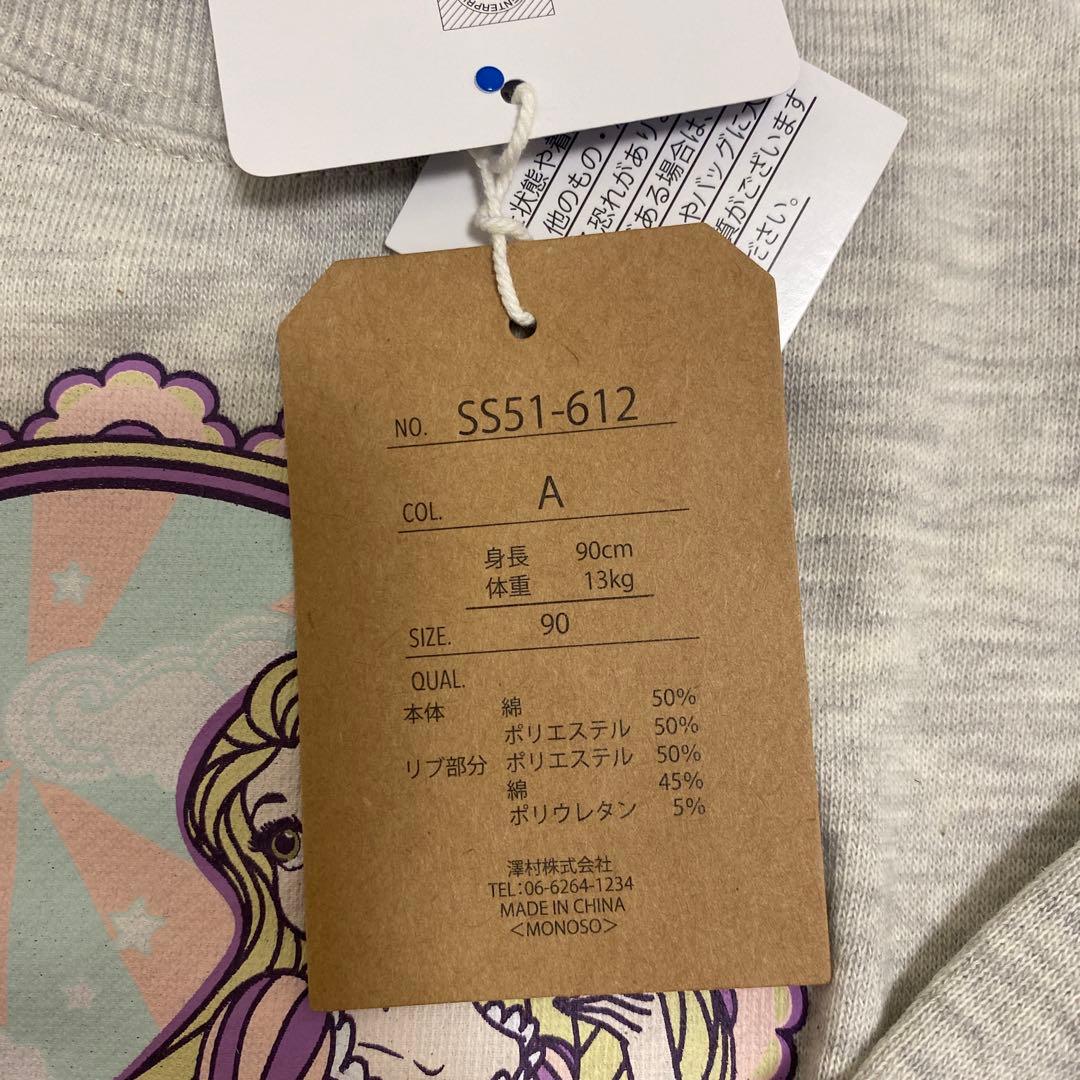 ENTERPRI
状態や着
他のもの・
恐れがあり
がある場合は、
やバッグに
質がございます
ださい。
NO. SS51-612
COL. A
身長 90cm
体重 13kg
SIZE. 90
QUAL.
本体 綿 50%
ポリエステル 50%
リブ部分 ポリエステル 50%
綿 45%
ポリウレタン 5%
澤村株式会社
TEL:06-6264-1234
MADE IN CHINA
<MONOSO>